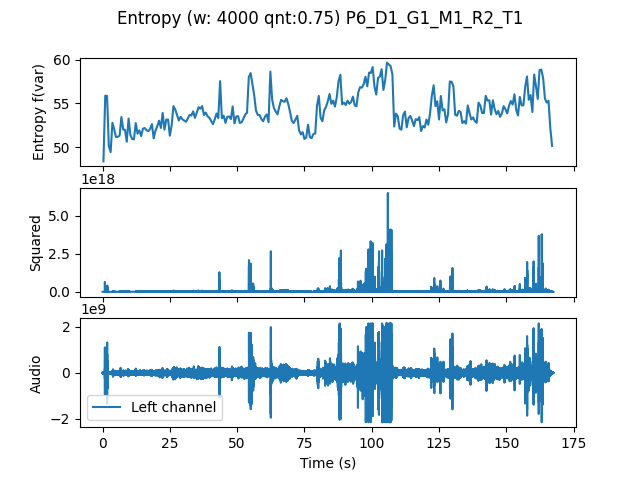 Entropy (w: 4000 qnt:0.75) P6_D1_G1_M1_R2_T1
60
55
50
Entropy f(var)
1e18
5.0
2.5
0.0
Squared
1e9
2
0
−2
Audio
Left channel
0 25 50 75 100 125 150 175
Time (s)